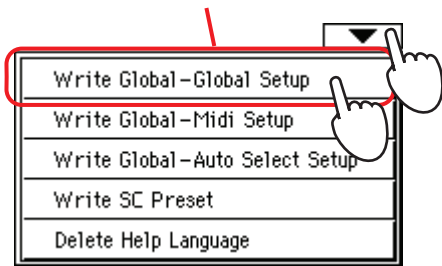 Write Global-Global Setup
Write Global-Midi Setup
Write Global-Auto Select Setup
Write SC Preset
Delete Help Language